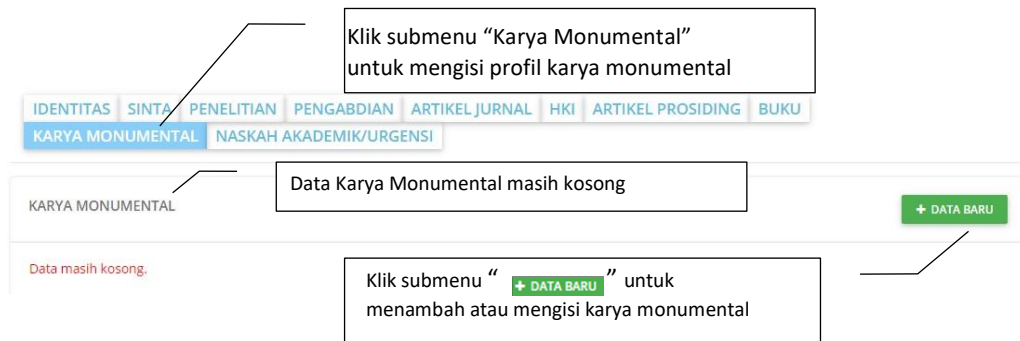 Klik submenu “Karya Monumental”
untuk mengisi profil karya monumental
IDENTITAS SINTA PENELITIAN PENGABDIAN ARTIKEL JURNAL HKI ARTIKEL PROSIDING BUKU
KARYA MONUMENTAL NASKAH AKADEMIK/URGENSI
Data Karya Monumental masih kosong
KARYA MONUMENTAL
+ DATA BARU
Data masih kosong.
Klik submenu “ + DATA BARU ” untuk
menambah atau mengisi karya monumental